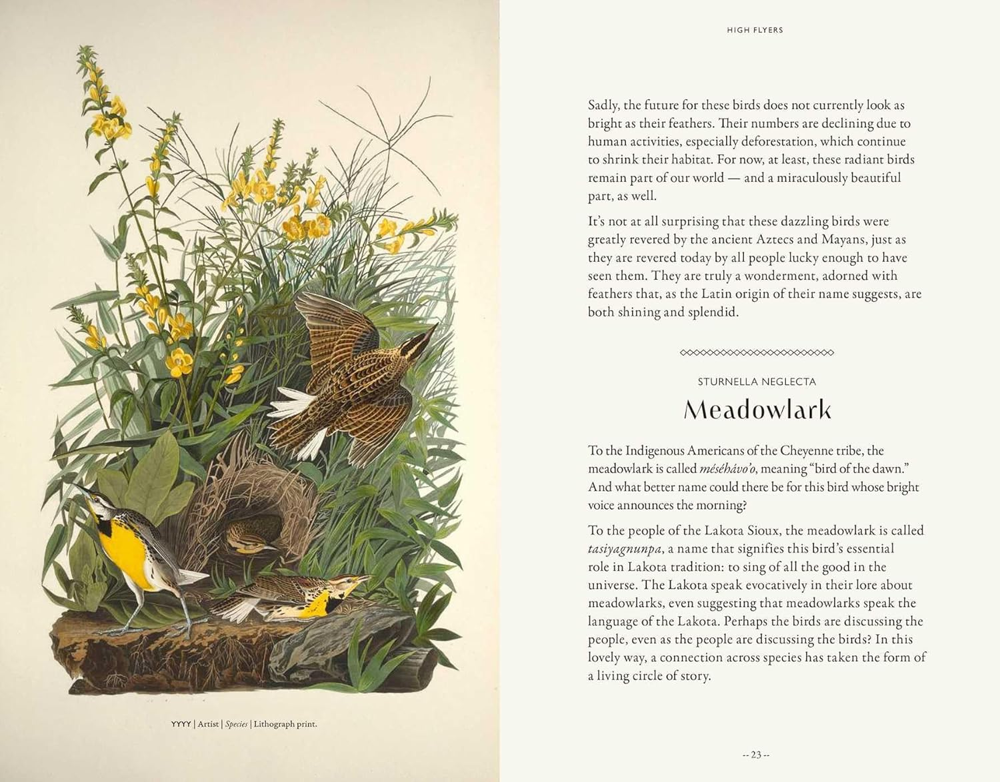 YYYY | Artist | Species | Lithograph print.
HIGH FLYERS
Sadly, the future for these birds does not currently look as
bright as their feathers. Their numbers are declining due to
human activities, especially deforestation, which continue
to shrink their habitat. For now, at least, these radiant birds
remain part of our world — and a miraculously beautiful
part, as well.
It’s not at all surprising that these dazzling birds were
greatly revered by the ancient Aztecs and Mayans, just as
they are revered today by all people lucky enough to have
seen them. They are truly a wonderment, adorned with
feathers that, as the Latin origin of their name suggests, are
both shining and splendid.
STURNELLA NEGLECTA
Meadowlark
To the Indigenous Americans of the Cheyenne tribe, the
meadowlark is called méséhávo’o, meaning “bird of the dawn.”
And what better name could there be for this bird whose bright
voice announces the morning?
To the people of the Lakota Sioux, the meadowlark is called
tasiyagnunpa, a name that signifies this bird’s essential
role in Lakota tradition: to sing of all the good in the
universe. The Lakota speak evocatively in their lore about
meadowlarks, even suggesting that meadowlarks speak the
language of the Lakota. Perhaps the birds are discussing the
people, even as the people are discussing the birds? In this
lovely way, a connection across species has taken the form of
a living circle of story.
-- 23 --